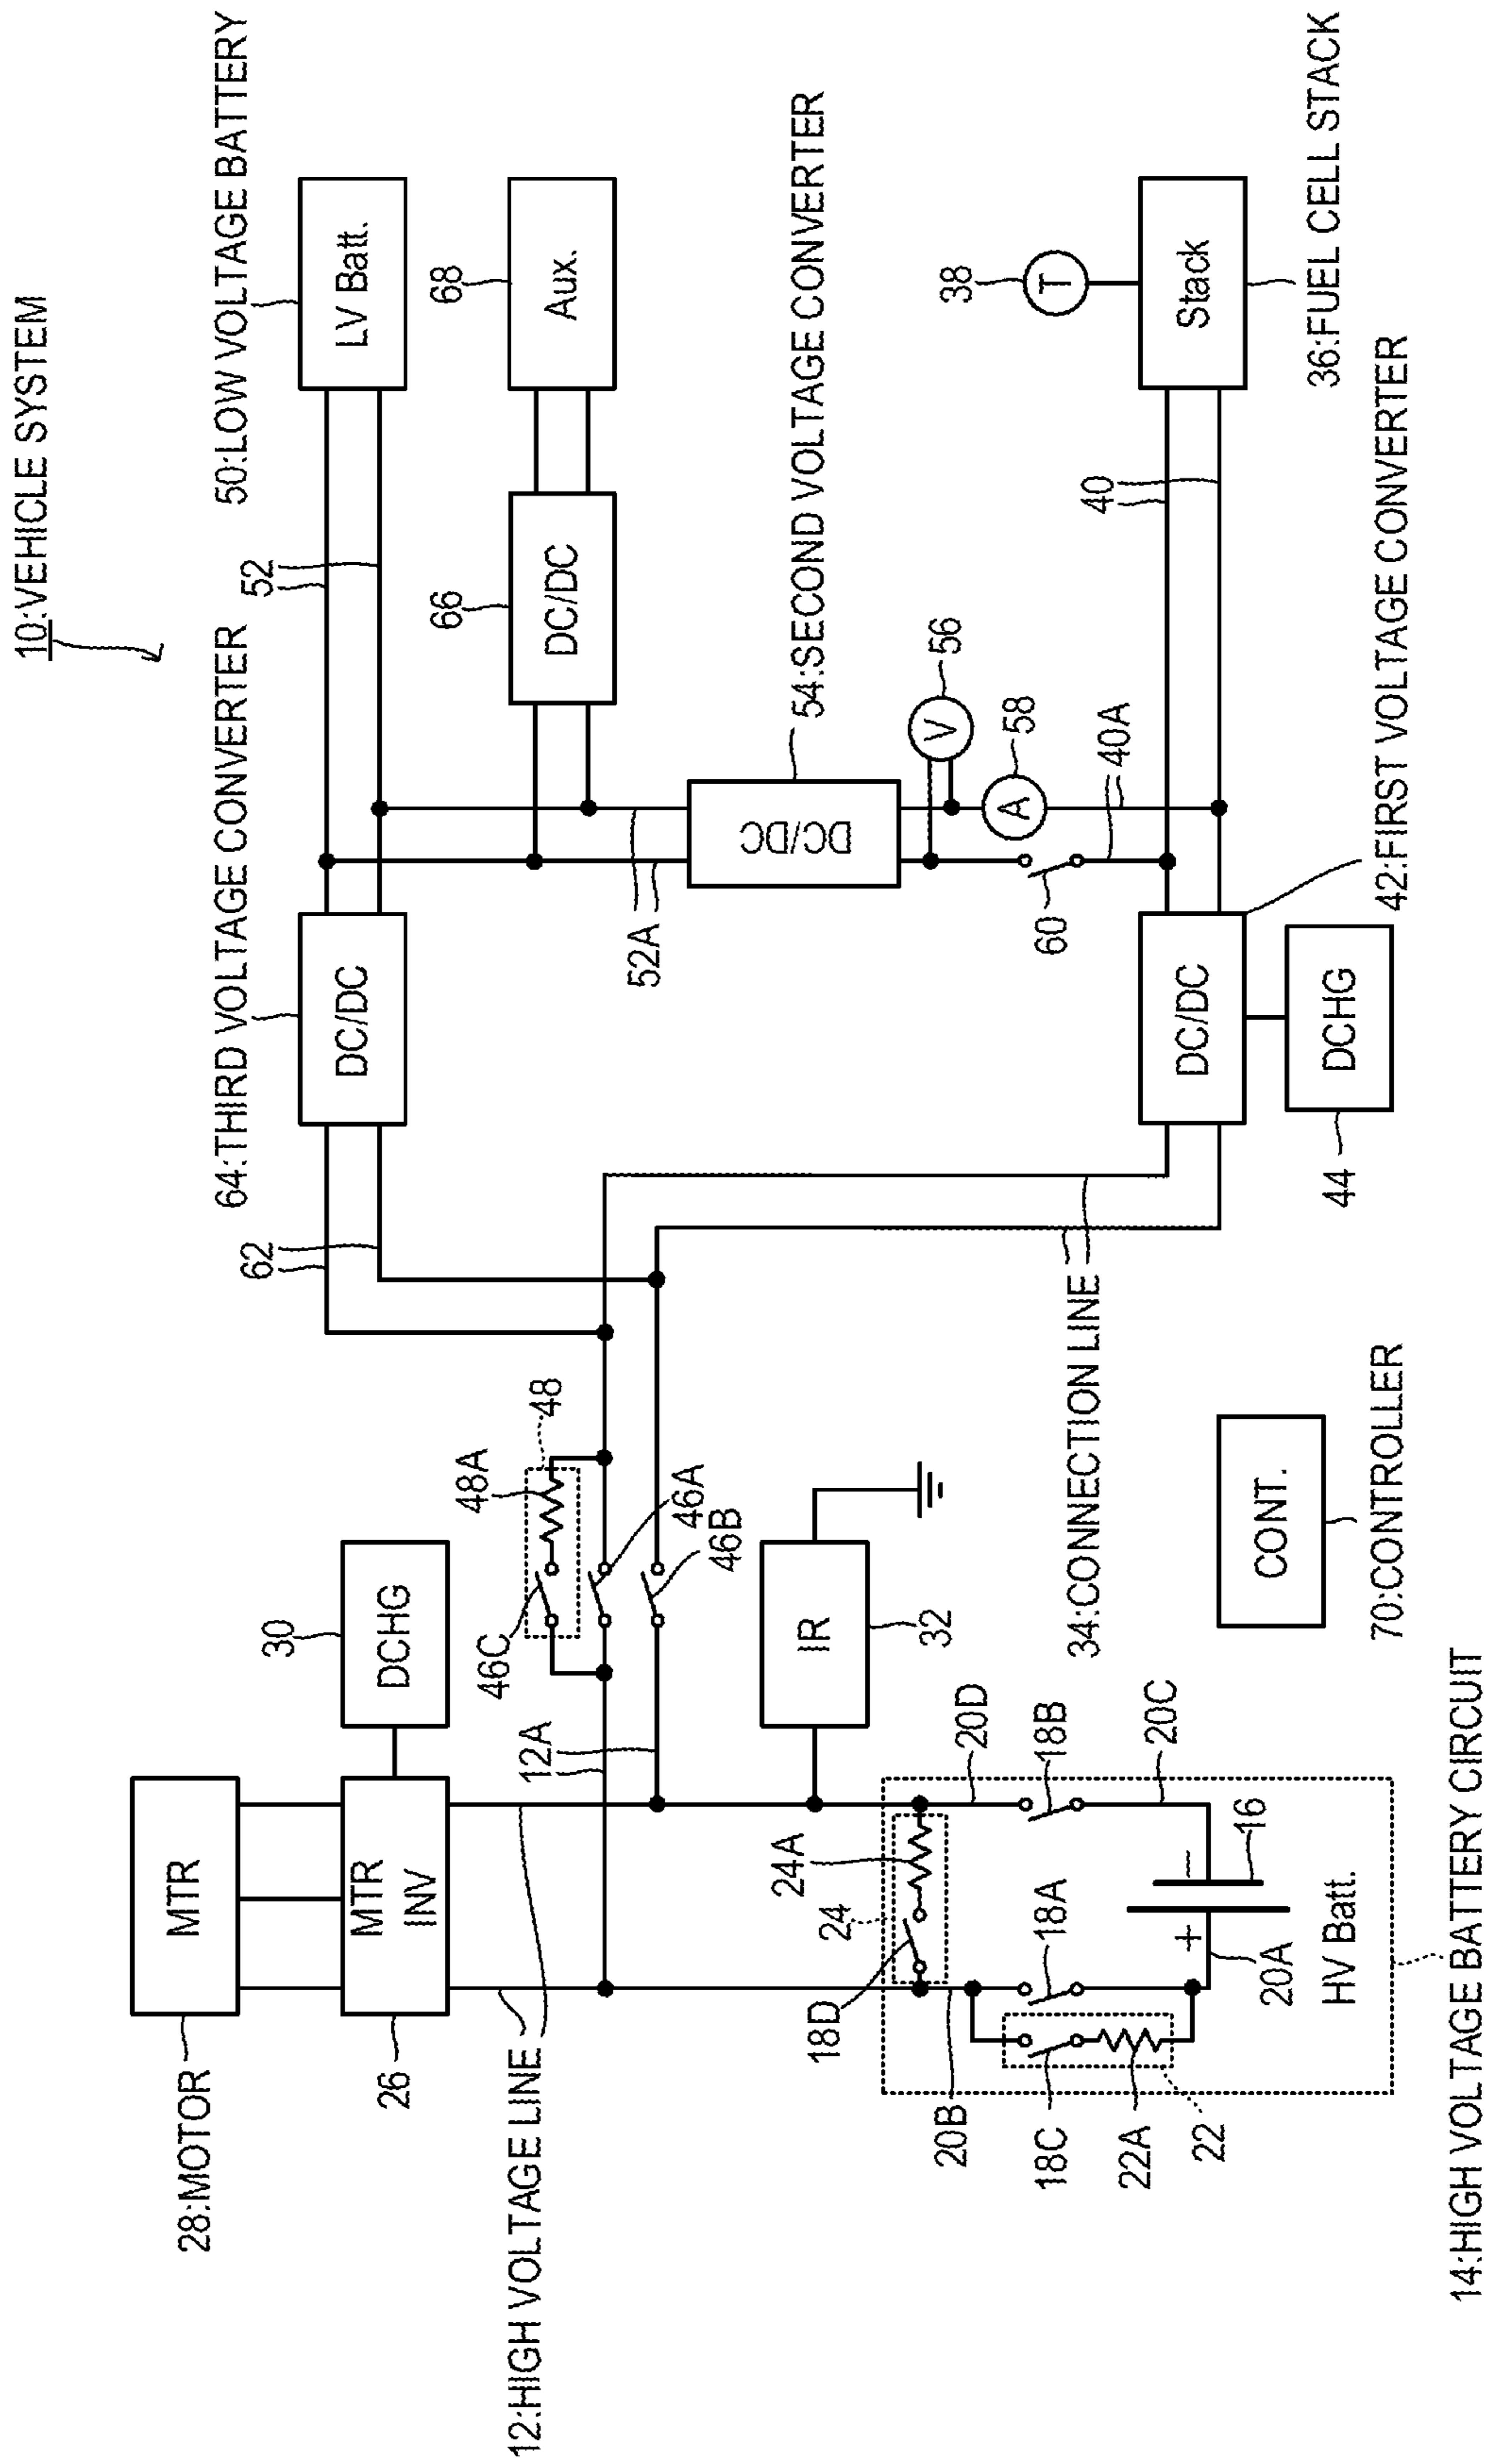 10:VEHICLE SYSTEM
50:LOW VOLTAGE BATTERY
LV Batt.
52
64:THIRD VOLTAGE CONVERTER
DC/DC
62
68
Aux.
66
DC/DC
54:SECOND VOLTAGE CONVERTER
DC/DC
52A
56
V
58
A
60
40A
38
T
Stack
36:FUEL CELL STACK
40
42:FIRST VOLTAGE CONVERTER
DC/DC
DCHG
44
34:CONNECTION LINE
48
48A
46A
46B
46C
12A
30
DCHG
MTR
28:MOTOR
MTR
INV
26
12:HIGH VOLTAGE LINE
IR
32
CONT.
70:CONTROLLER
20D
18B
20C
24A
24
18D
18A
16
−
+
20A
HV Batt.
20B
18C
22A
22
14:HIGH VOLTAGE BATTERY CIRCUIT